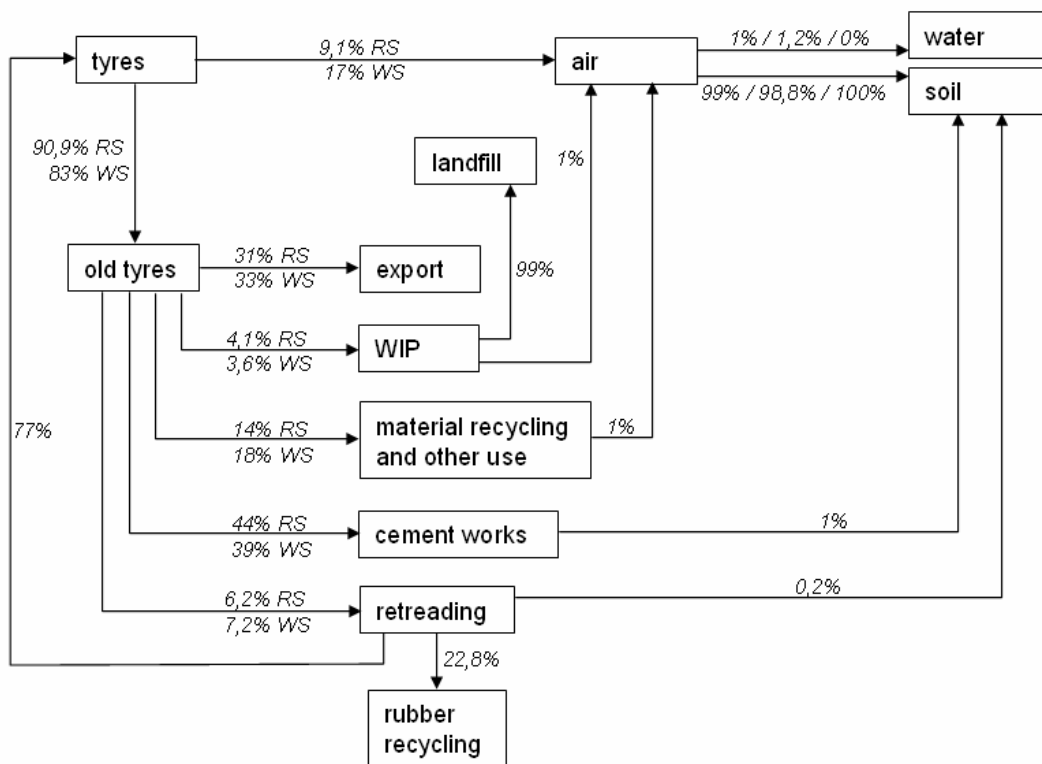 tyres
9,1% RS
17% WS
air
1% / 1,2% / 0%
water
99% / 98,8% / 100%
soil
90,9% RS
83% WS
landfill
1%
old tyres
31% RS
33% WS
export
99%
4,1% RS
3,6% WS
WIP
77%
14% RS
18% WS
material recycling
and other use
1%
44% RS
39% WS
cement works
1%
6,2% RS
7,2% WS
retreading
0,2%
22,8%
rubber
recycling